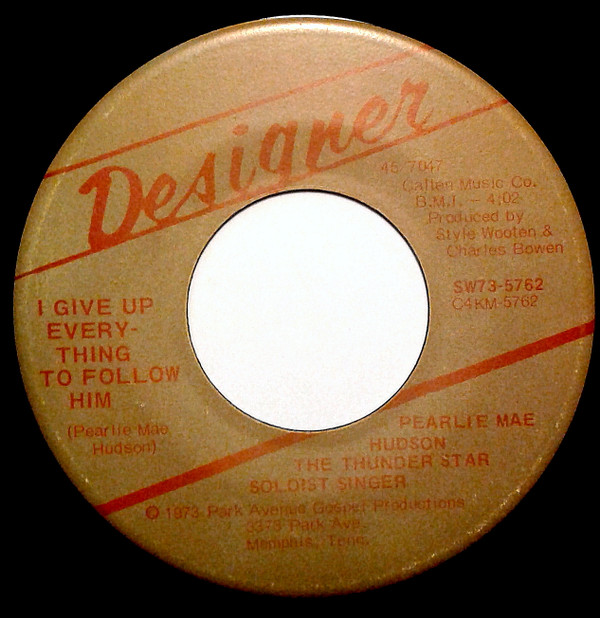 Designer
45 7047
Gaften Music Co.
B.M.I. - 4:02
Produced by
Style Wooten &
Charles Bowen
SW73-5762
C4KM-5762
I GIVE UP
EVERY-
THING
TO FOLLOW
HIM
(Pearlie Mae
Hudson)
PEARLIE MAE
HUDSON
THE THUNDER STAR
SOLOIST SINGER
© 1973 Park Avenue Gospel Productions
3373 Park Ave.
Memphis, Tenn.